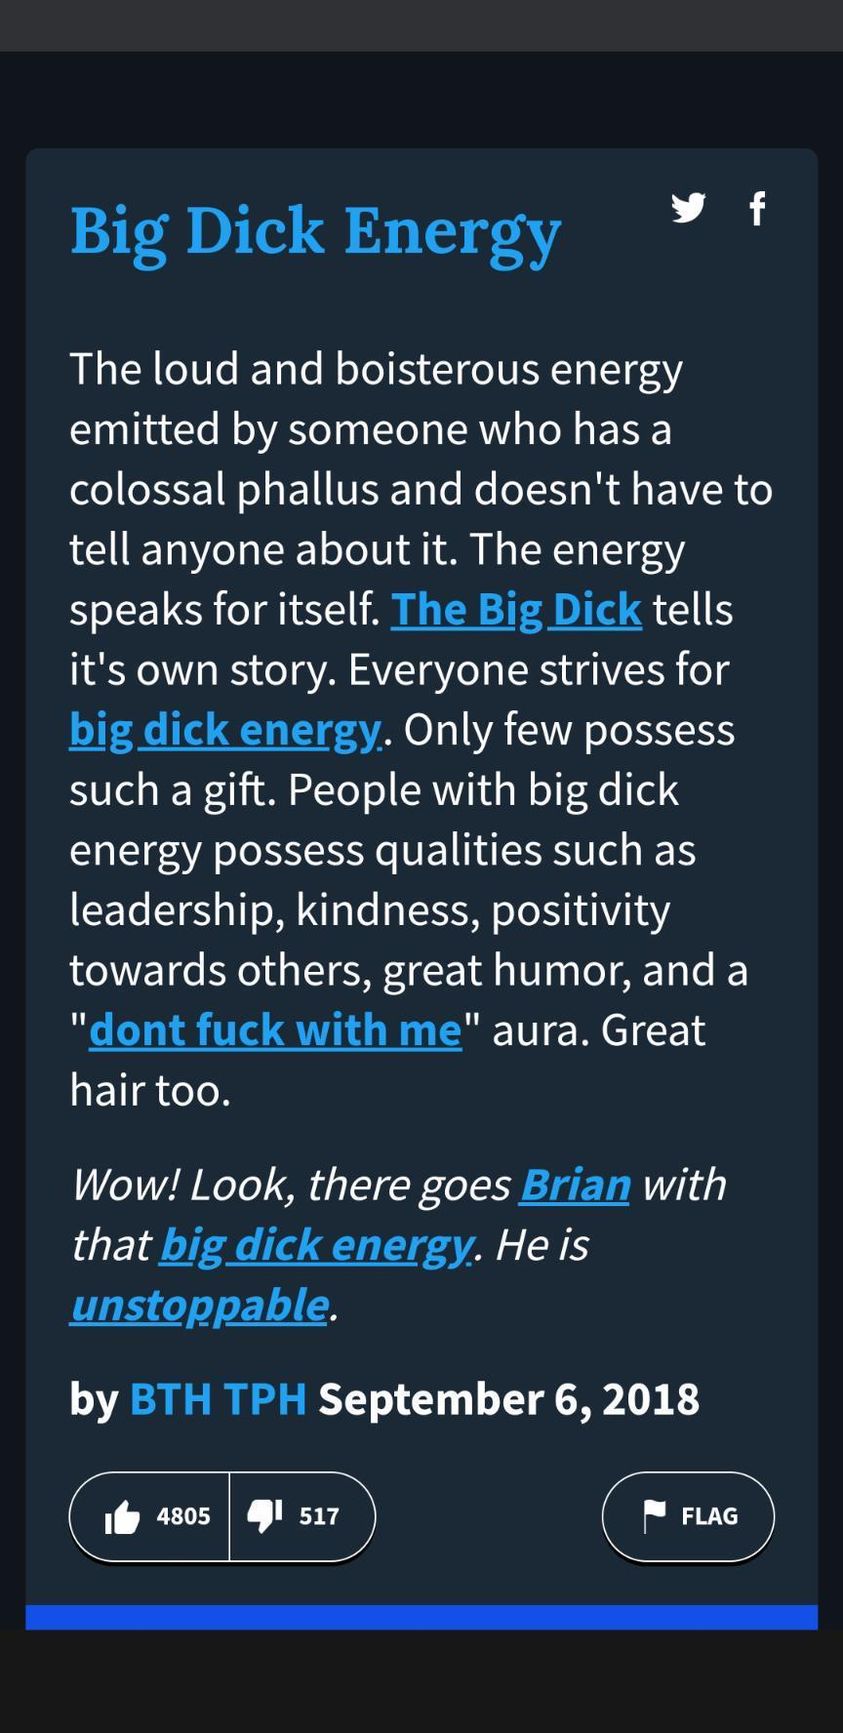 Big Dick Energy
The loud and boisterous energy
emitted by someone who has a
colossal phallus and doesn't have to
tell anyone about it. The energy
speaks for itself. The Big Dick tells
it's own story. Everyone strives for
big dick energy. Only few possess
such a gift. People with big dick
energy possess qualities such as
leadership, kindness, positivity
towards others, great humor, and a
"dont fuck with me" aura. Great
hair too.
Wow! Look, there goes Brian with
that big dick energy. He is
unstoppable.
by BTH TPH September 6, 2018
4805 517 FLAG